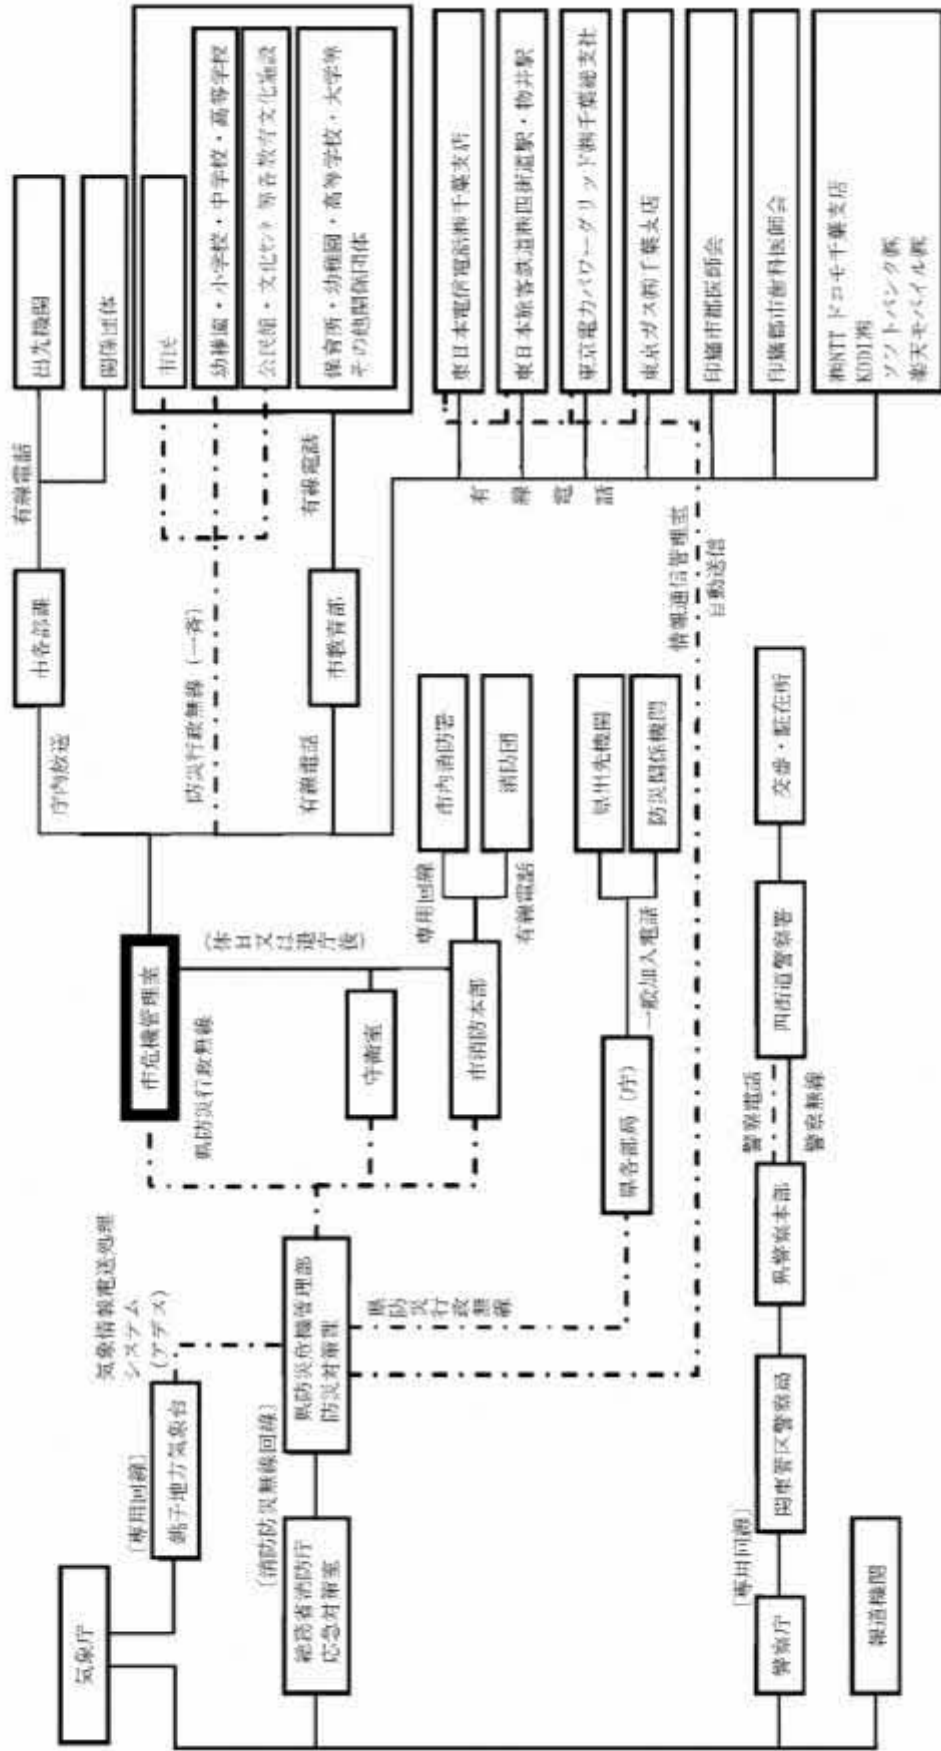 気象庁
〔専用回線〕
銚子地方気象台
気象情報電送処理
システム
(アデス)
〔消防防災無線回線〕
総務省消防庁
応急対策室
県防災危機管理部
防災対策課
県防災行政無線
市危機管理室
県防災行政無線
(休日又は退庁後)
守衛室
市消防本部
専用回線
有線電話
市内消防署
消防団
庁内放送
市各部課
有線電話
出先機関
関係団体
防災行政無線(一斉)
有線電話
市教育部
有線電話
市民
幼稚園・小学校・中学校・高等学校
公民館・文化センター等各教育文化施設
保育所・幼稚園・高等学校・大学等
その他関係団体
有線電話
東日本電信電話㈱千葉支店
東日本旅客鉄道㈱四街道駅・物井駅
東京電力パワーグリッド㈱千葉総支社
東京ガス㈱千葉支店
印旛市郡医師会
印旛郡市歯科医師会
㈱NTTドコモ千葉支店
KDDI㈱
ソフトバンク㈱
楽天モバイル㈱
情報通信管理室
自動送信
県各部局(庁)
一般加入電話
県出先機関
防災関係機関
警察庁
〔専用回線〕
関東管区警察局
県警察本部
警察電話
警察無線
四街道警察署
交番・駐在所
報道機関